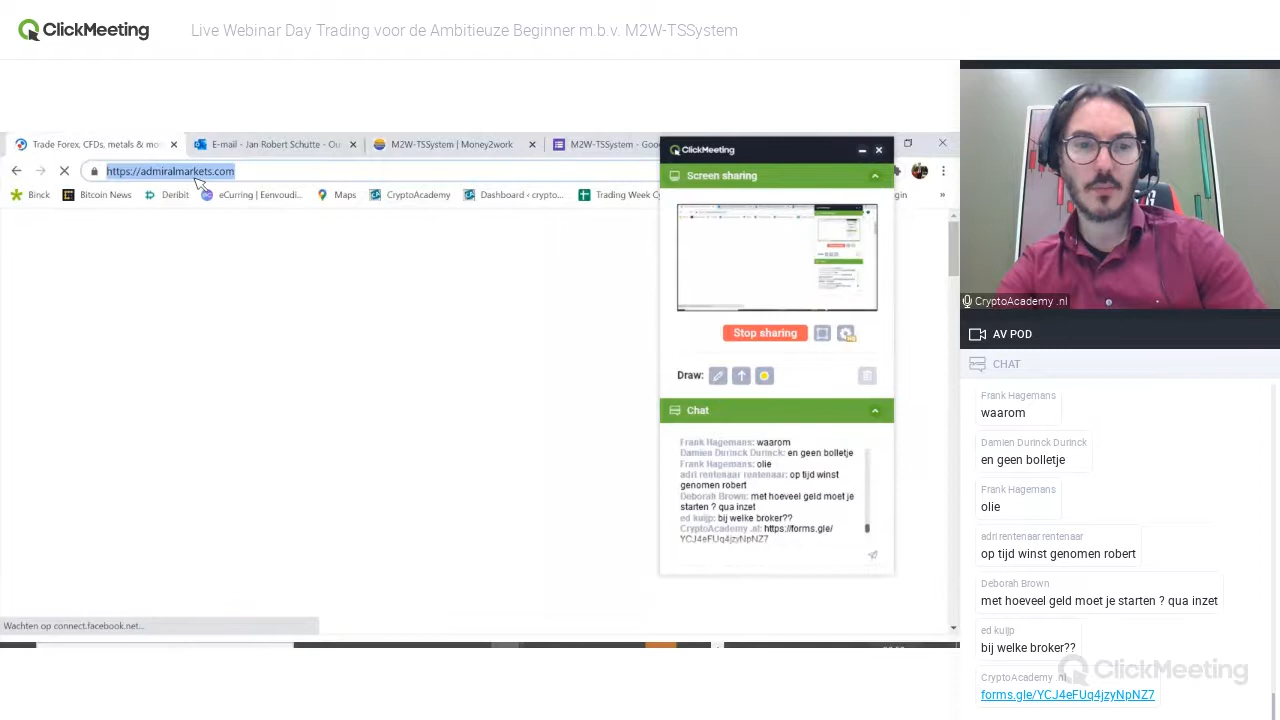 ClickMeeting
Live Webinar Day Trading voor de Ambitieuze Beginner m.b.v. M2W-TSSystem
Trade Forex, CFDs, metals & mo
E-mail - Jan Robert Schutte - Ou
M2W-TSSystem | Money2work
M2W-TSSystem - Goo
https://admiralmarkets.com
Binck
Bitcoin News
Deribit
eCurring | Eenvoudi...
Maps
CryptoAcademy
Dashboard < crypto...
Trading Week C
gin
»
ClickMeeting
Screen sharing
Stop sharing
HD
Draw:
Chat
Frank Hagemans: waarom
Damien Durinck Durinck: en geen bolletje
Frank Hagemans: olie
adri rentenaar rentenaar: op tijd winst
genomen robert
Deborah Brown: met hoeveel geld moet je
starten ? qua inzet
ed kuijp: bij welke broker??
CryptoAcademy .nl: https://forms.gle/
YCJ4eFUq4jzyNpNZ7
Wachten op connect.facebook.net...
CryptoAcademy .nl
AV POD
CHAT
Frank Hagemans
waarom
Damien Durinck Durinck
en geen bolletje
Frank Hagemans
olie
adri rentenaar rentenaar
op tijd winst genomen robert
Deborah Brown
met hoeveel geld moet je starten ? qua inzet
ed kuijp
bij welke broker??
CryptoAcademy .nl
forms.gle/YCJ4eFUq4jzyNpNZ7
ClickMeeting